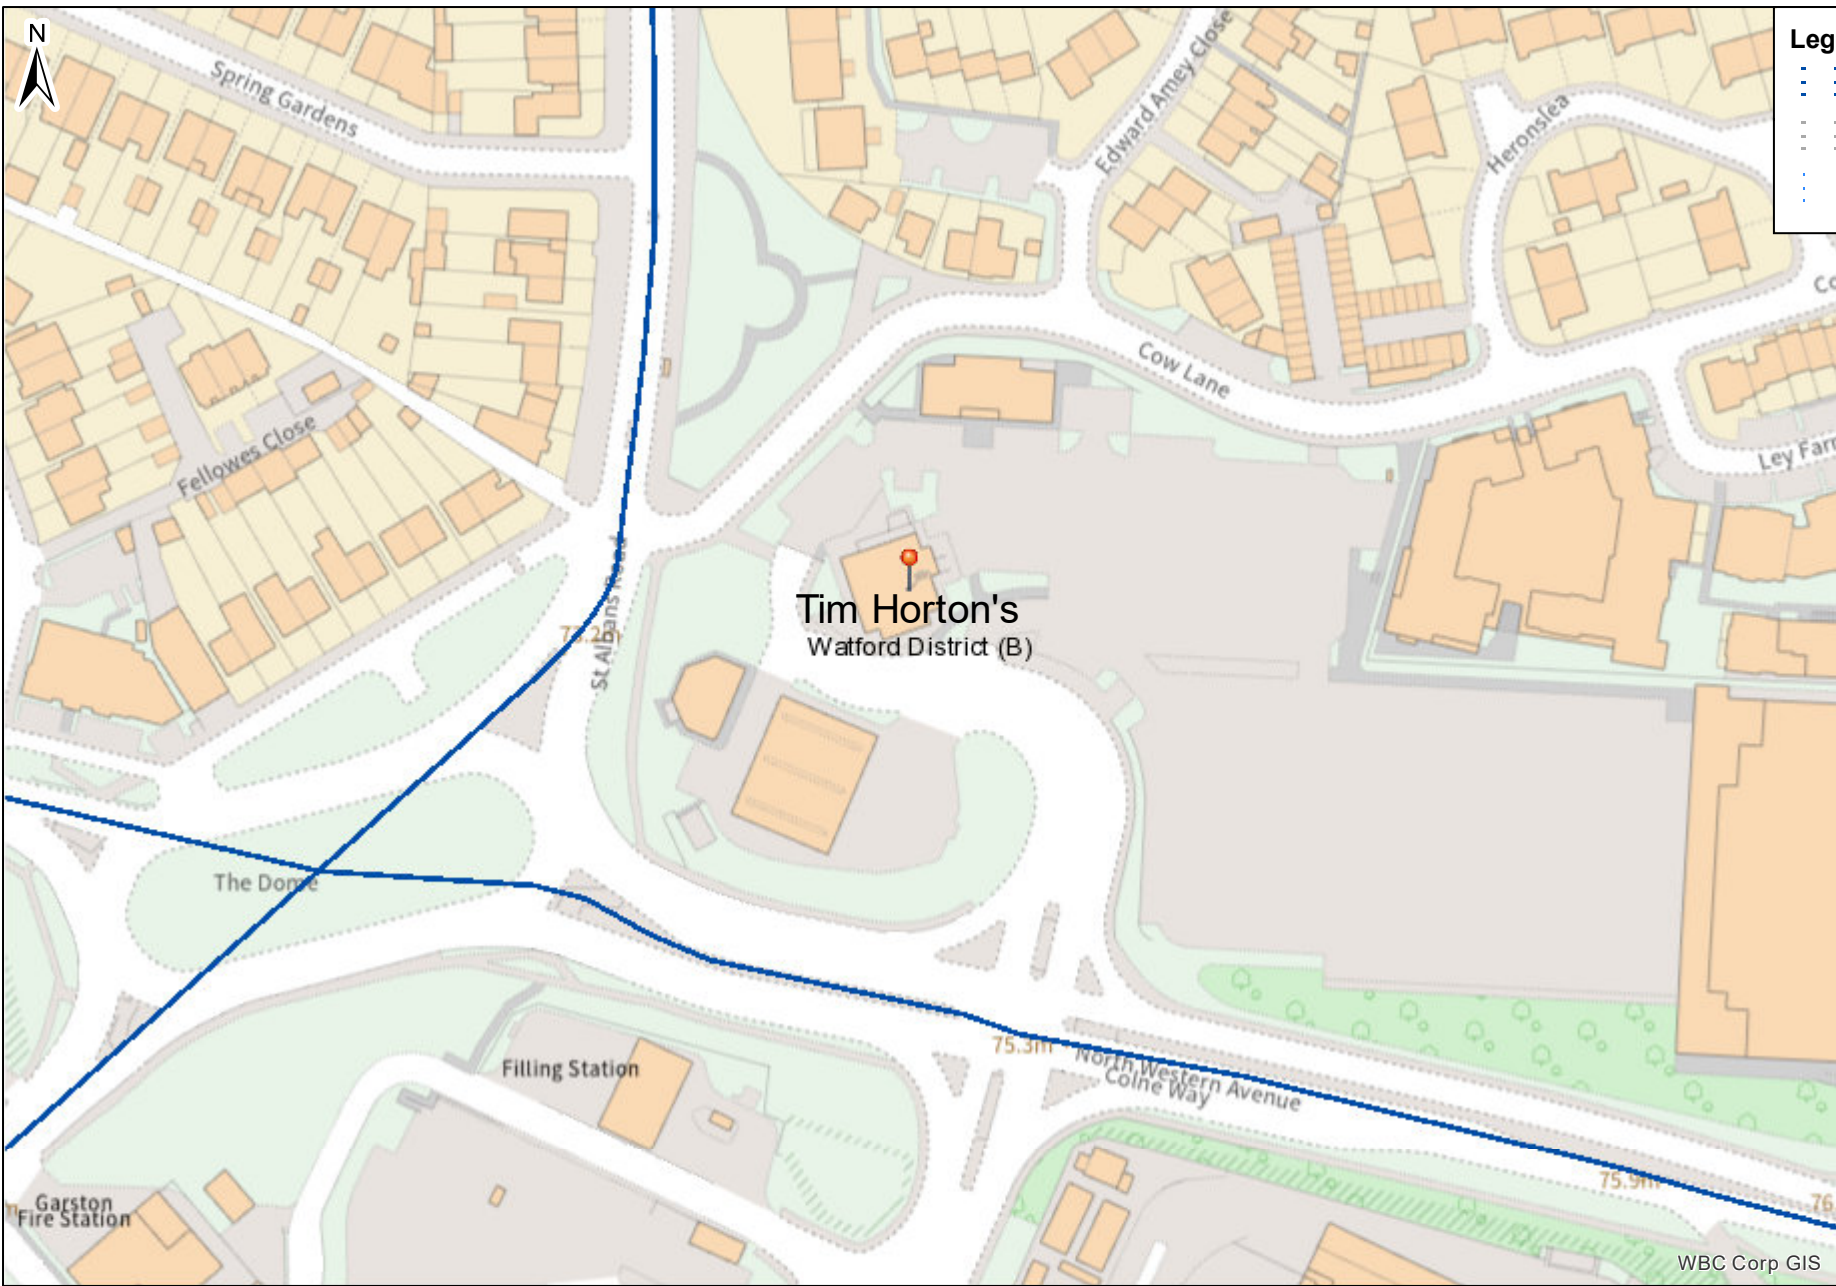 N
Leg
Spring Gardens
Edward Amey Close
Heronslea
Co
Cow Lane
Ley Farm
Fellowes Close
St Albans Road
Tim Horton's
Watford District (B)
The Dome
75.3m
North Western Avenue
Colne Way
Filling Station
75.9m
76
Garston
Fire Station
WBC Corp GIS